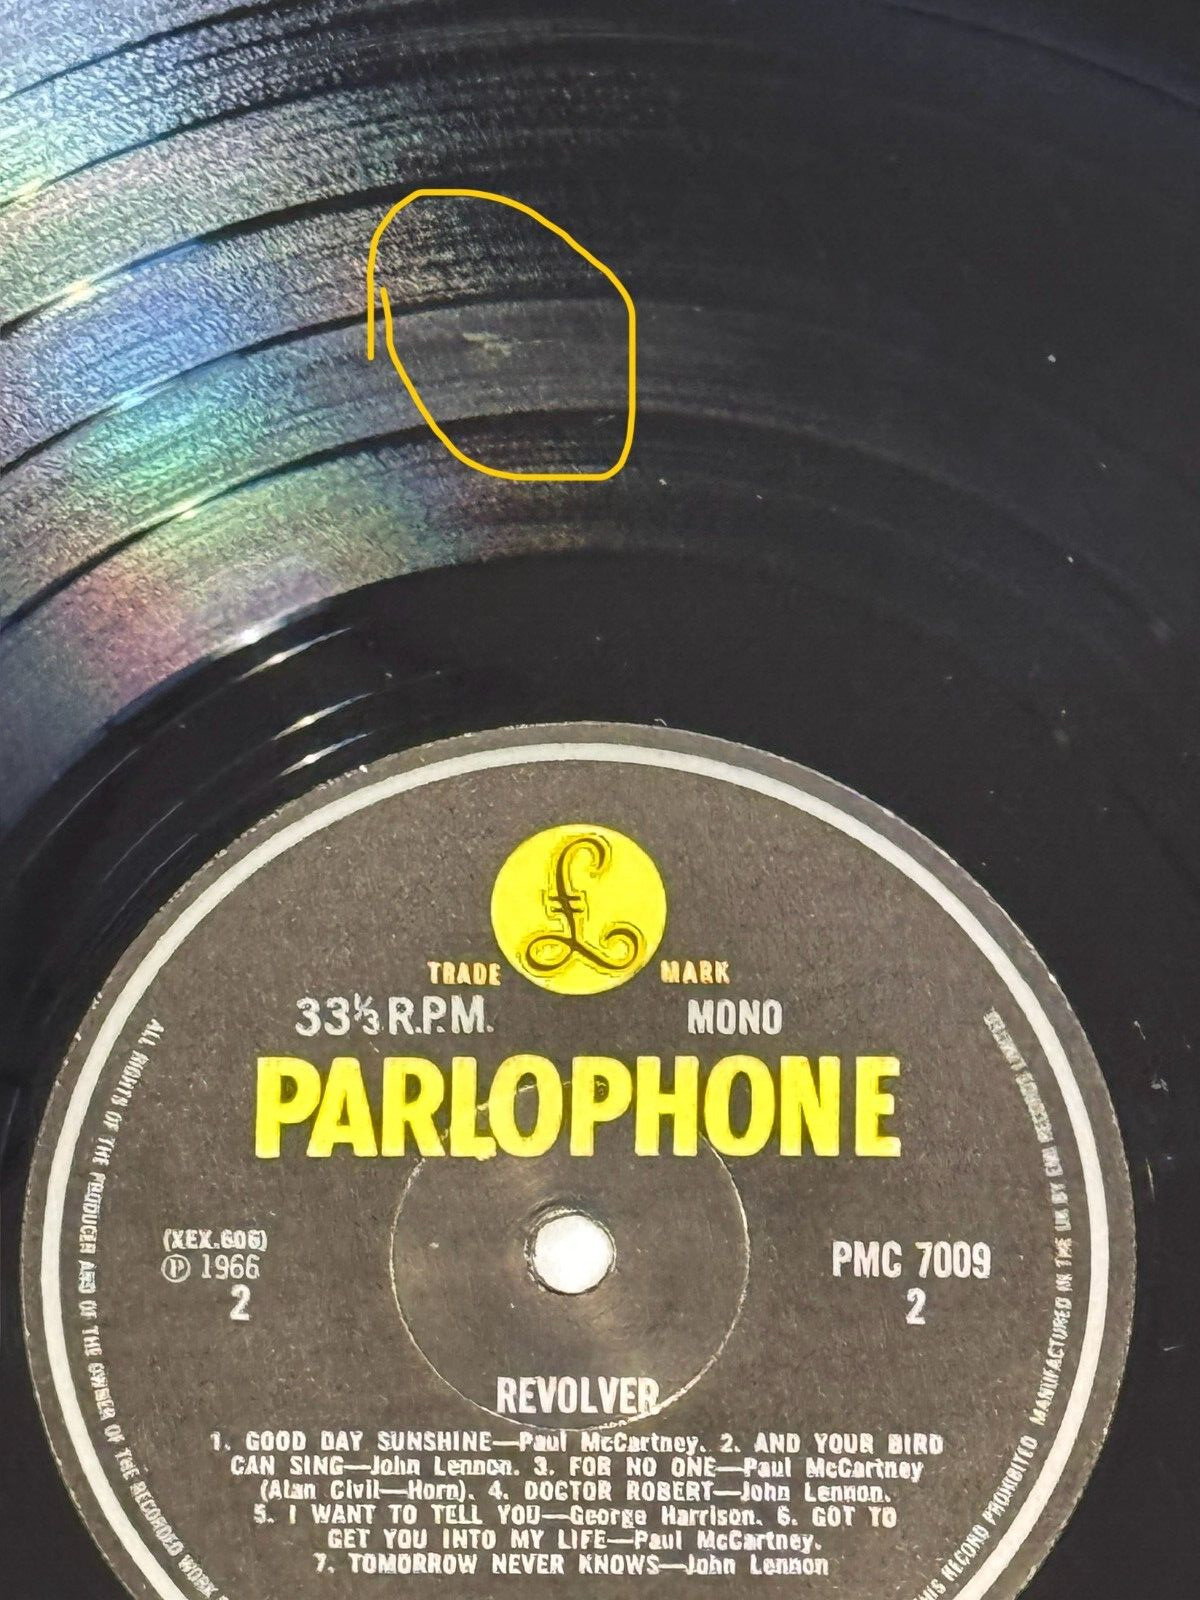 £
TRADE MARK
33⅓ R.P.M. MONO
PARLOPHONE
(XEX.606)
Ⓟ 1966
2
PMC 7009
2
REVOLVER
1. GOOD DAY SUNSHINE—Paul McCartney. 2. AND YOUR BIRD
CAN SING—John Lennon. 3. FOR NO ONE—Paul McCartney
(Alan Civil—Horn). 4. DOCTOR ROBERT—John Lennon.
5. I WANT TO TELL YOU—George Harrison. 6. GOT TO
GET YOU INTO MY LIFE—Paul McCartney.
7. TOMORROW NEVER KNOWS—John Lennon
ALL RIGHTS OF THE PRODUCER AND OF THE OWNER OF THE RECORDED WORK
THIS RECORD PROHIBITED MANUFACTURED IN THE UK BY EMI